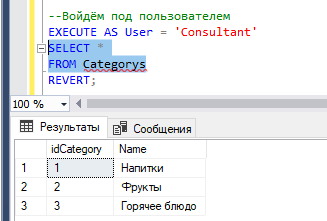 --Войдём под пользователем
EXECUTE AS User = 'Consultant'
SELECT *
FROM Categorys
REVERT;
100 %
Результаты Сообщения
idCategory Name
1 1 Напитки
2 2 Фрукты
3 3 Горячее блюдо